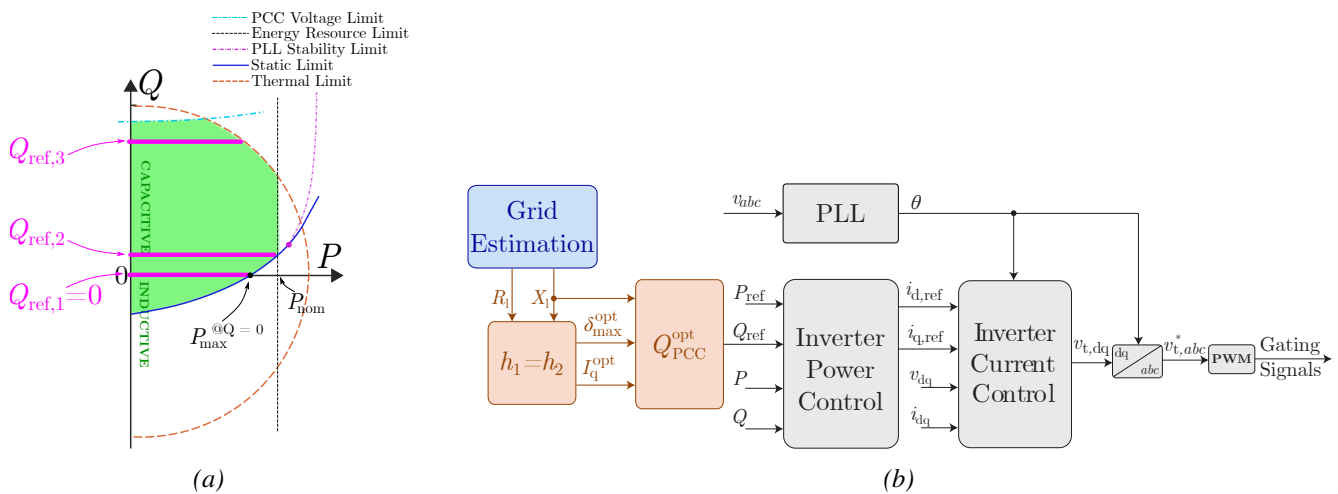 PCC Voltage Limit
Energy Resource Limit
PLL Stability Limit
Static Limit
Thermal Limit
Q
Q_ref,3
CAPACITIVE
Q_ref,2
0
P
Q_ref,1=0
INDUCTIVE
P_nom
P_max^@Q = 0
(a)
Grid
Estimation
R_l
X_l
h_1=h_2
δ_max^opt
I_q^opt
Q_PCC^opt
v_abc
PLL
θ
P_ref
Q_ref
P
Q
Inverter
Power
Control
i_d,ref
i_q,ref
v_dq
i_dq
Inverter
Current
Control
v_t,dq
dq
abc
v_t,abc^*
PWM
Gating
Signals
(b)